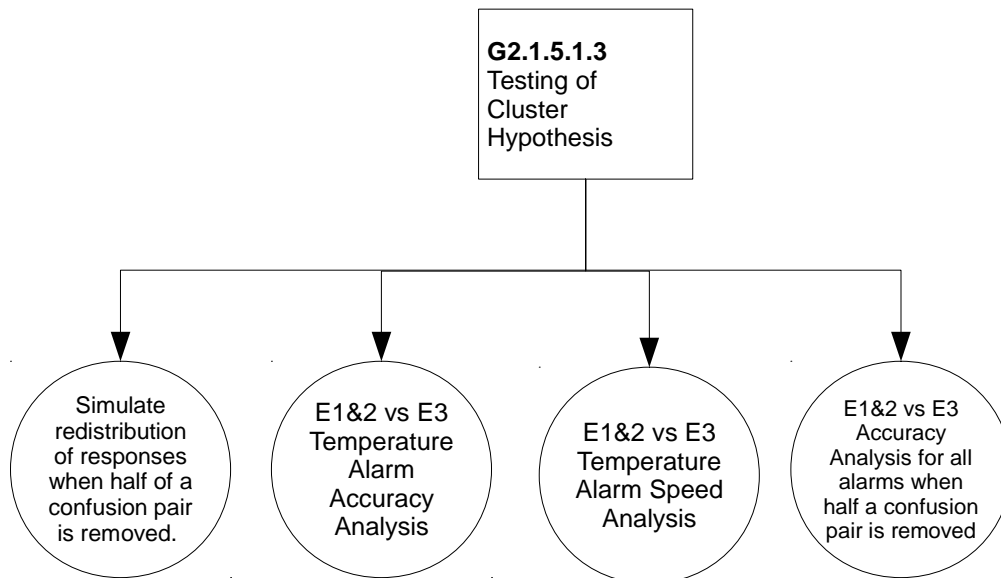 G2.1.5.1.3
Testing of
Cluster
Hypothesis
Simulate
redistribution
of responses
when half of a
confusion pair
is removed.
E1&2 vs E3
Temperature
Alarm
Accuracy
Analysis
E1&2 vs E3
Temperature
Alarm Speed
Analysis
E1&2 vs E3
Accuracy
Analysis for all
alarms when
half a confusion
pair is removed